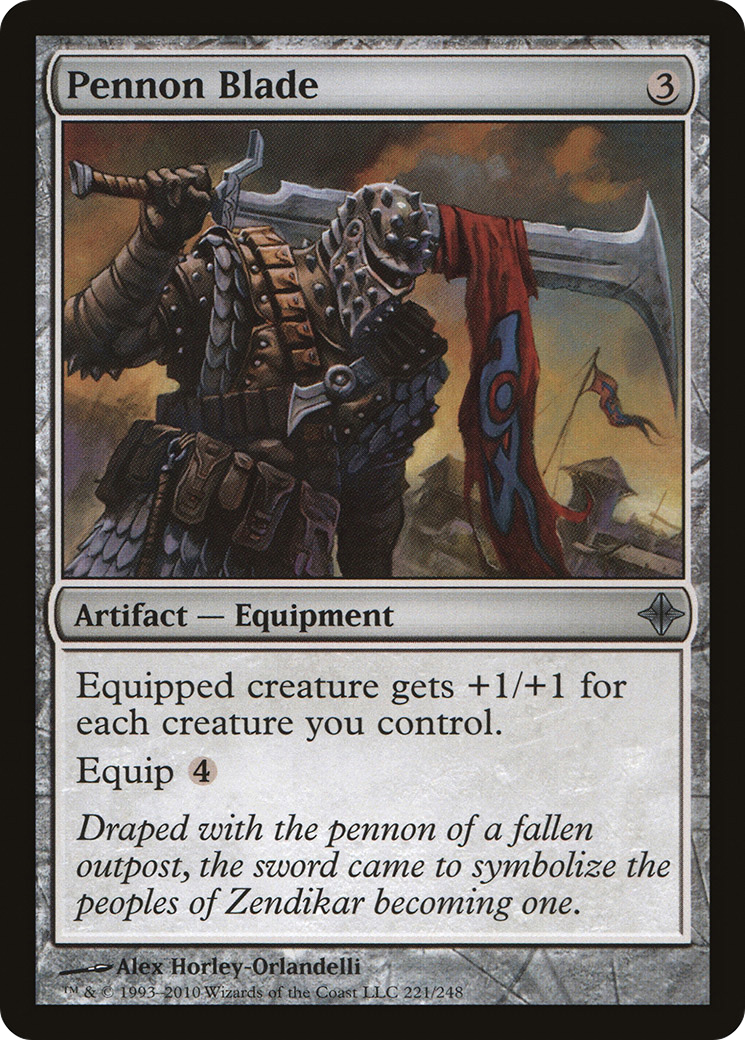 Pennon Blade 3
Artifact — Equipment
Equipped creature gets +1/+1 for
each creature you control.
Equip 4
Draped with the pennon of a fallen
outpost, the sword came to symbolize the
peoples of Zendikar becoming one.
Alex Horley-Orlandelli
™ & © 1993–2010 Wizards of the Coast LLC 221/248